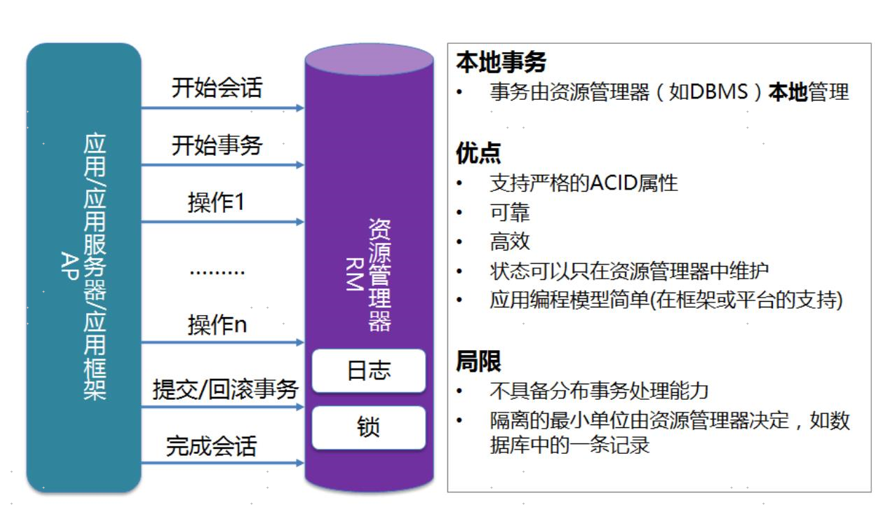 应用/应用服务器/应用框架
AP
开始会话
开始事务
操作1
………
操作n
提交/回滚事务
完成会话
资源管理器
RM
日志
锁
本地事务
• 事务由资源管理器（如DBMS）本地管理
优点
• 支持严格的ACID属性
• 可靠
• 高效
• 状态可以只在资源管理器中维护
• 应用编程模型简单(在框架或平台的支持)
局限
• 不具备分布事务处理能力
• 隔离的最小单位由资源管理器决定，如数
据库中的一条记录